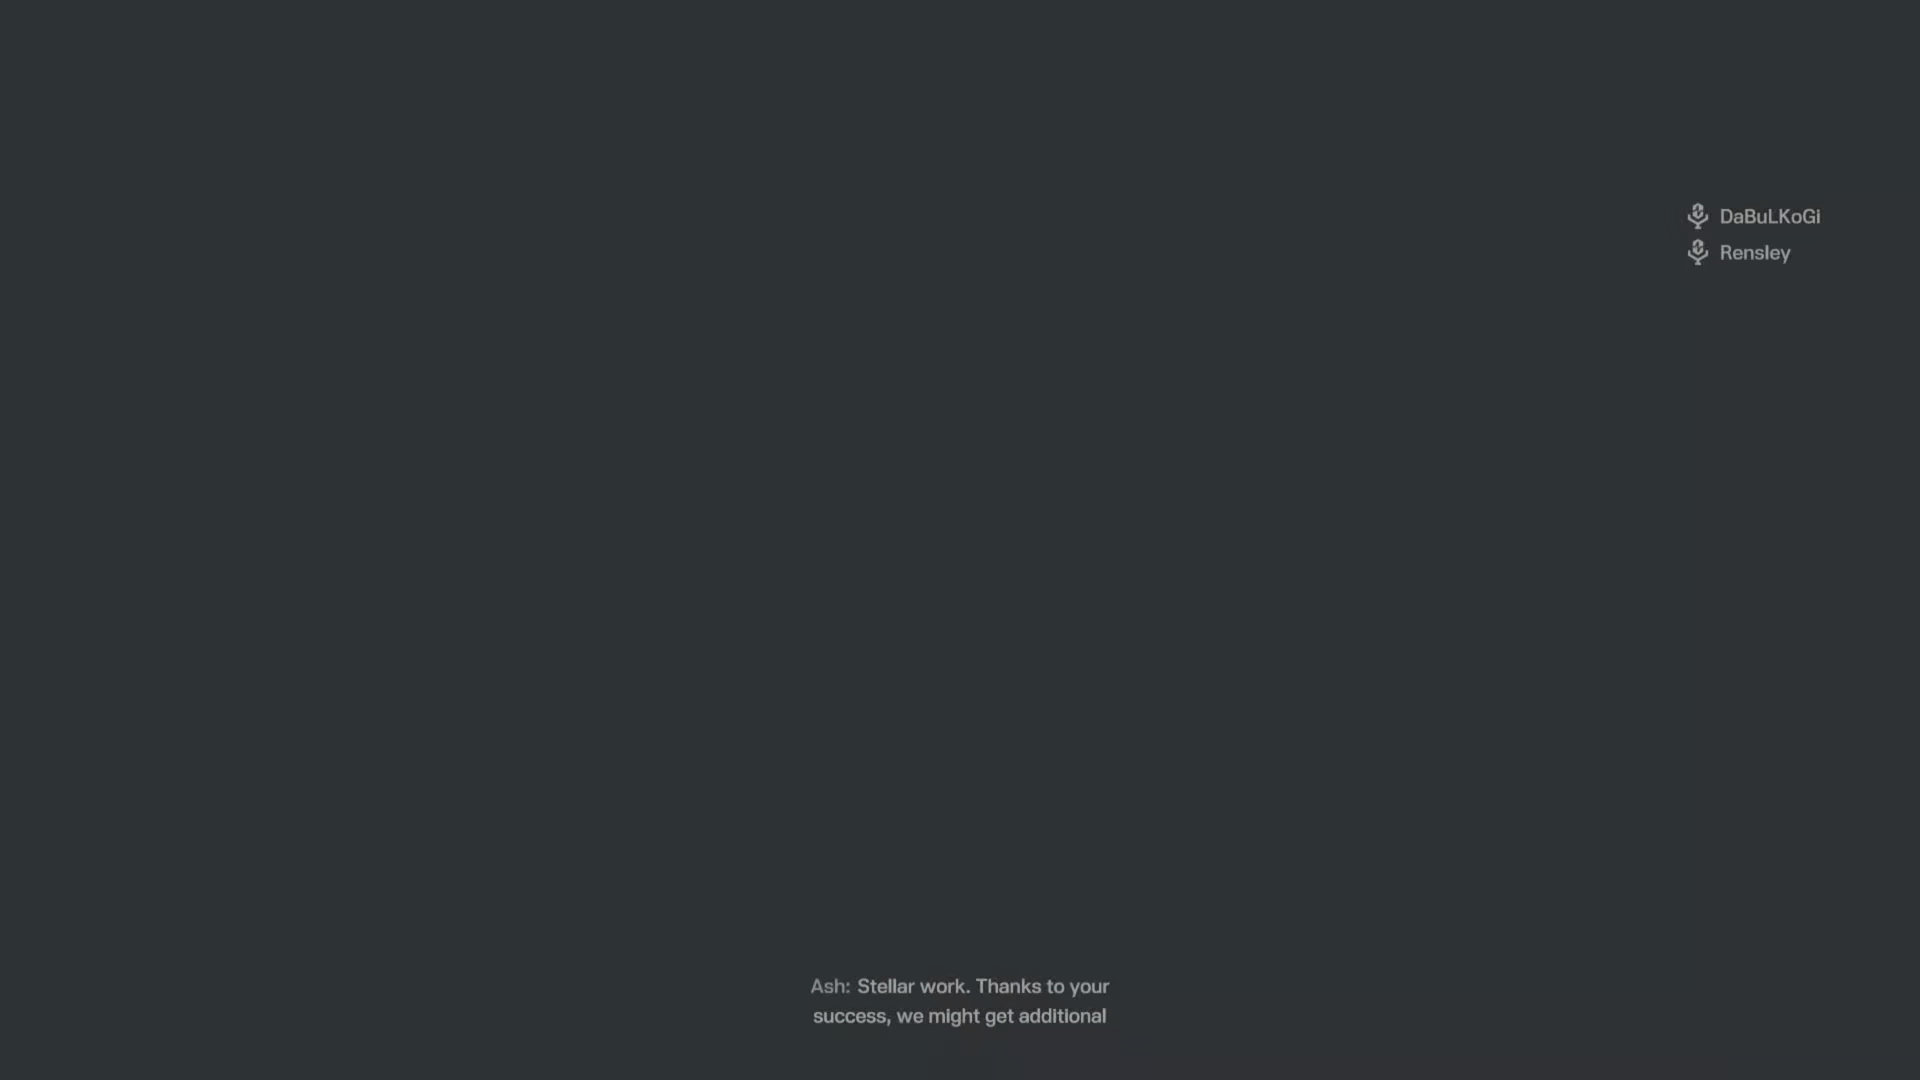 DaBuLKoGi
Rensley
Ash: Stellar work. Thanks to your
success, we might get additional